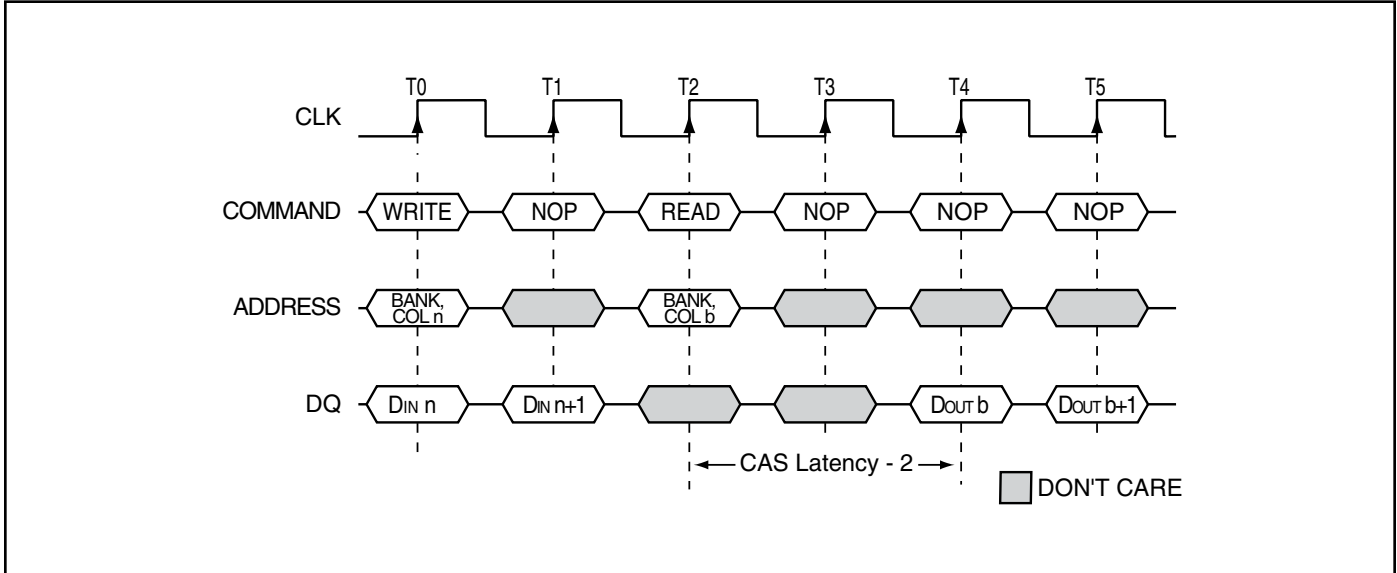 T0 T1 T2 T3 T4 T5
CLK
COMMAND WRITE NOP READ NOP NOP NOP
ADDRESS BANK, COL n BANK, COL b
DQ DIN n DIN n+1 DOUT b DOUT b+1
CAS Latency - 2
DON'T CARE